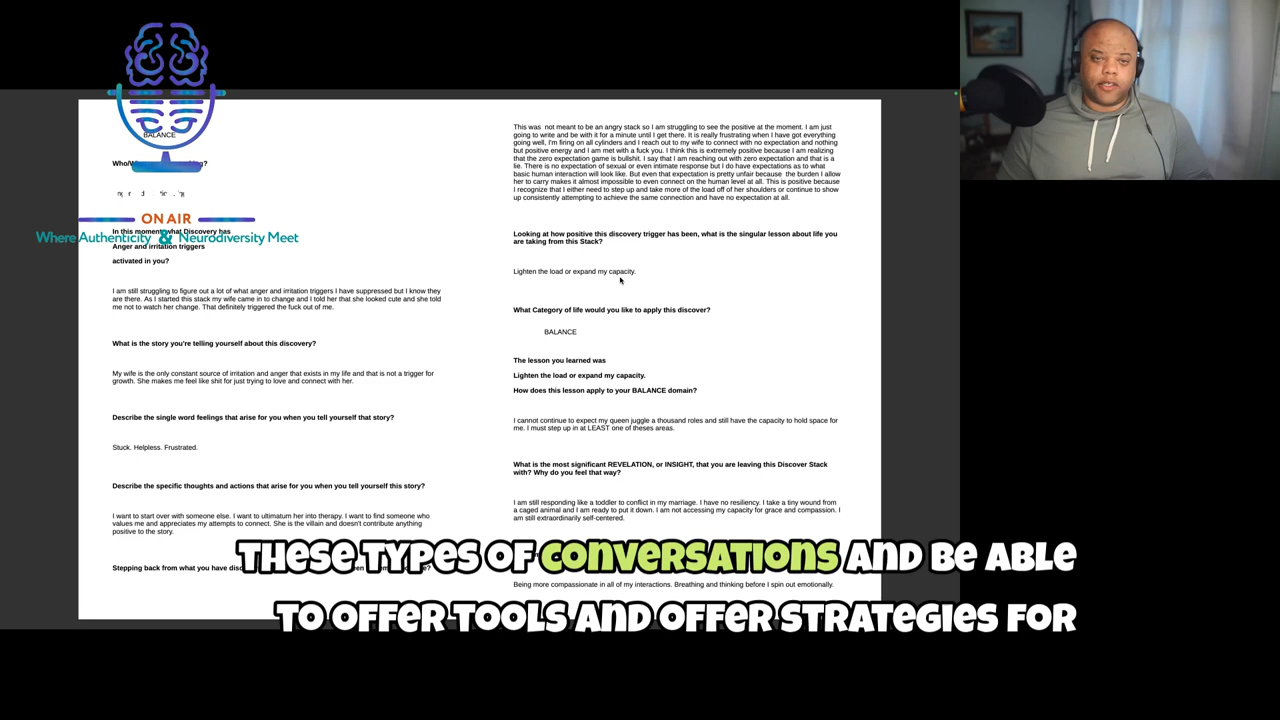 BALANCE
ON AIR
Where Authenticity & Neurodiversity Meet
In this moment what Discovery has
Anger and irritation triggers
activated in you?
I am still struggling to figure out a lot of what anger and irritation triggers I have suppressed but I know they
are there. As I started this stack my wife came in to change and I told her that she looked cute and she told
me not to watch her change. That definitely triggered the fuck out of me.
What is the story you're telling yourself about this discovery?
My wife is the only constant source of irritation and anger that exists in my life and that is not a trigger for
growth. She makes me feel like shit for just trying to love and connect with her.
Describe the single word feelings that arise for you when you tell yourself that story?
Stuck. Helpless. Frustrated.
Describe the specific thoughts and actions that arise for you when you tell yourself this story?
I want to start over with someone else. I want to ultimatum her into therapy. I want to find someone who
values me and appreciates my attempts to connect. She is the villain and doesn't contribute anything
positive to the story.
Stepping back from what you have
This was not meant to be an angry stack so I am struggling to see the positive at the moment. I am just
going to write and be with it for a minute until I get there. It is really frustrating when I have got everything
going well, I'm firing on all cylinders and I reach out to my wife to connect with no expectation and nothing
but positive energy and I am met with a fuck you. I think this is extremely positive because I am realizing
that the zero expectation game is bullshit. I say that I am reaching out with zero expectation and that is a
lie. There is no expectation of sexual or even intimate response but I do have expectations as to what
basic human interaction will look like. But even that expectation is pretty unfair because the burden I allow
her to carry makes it almost impossible to even connect on the human level at all. This is positive because
I recognize that I either need to step up and take more of the load off of her shoulders or continue to show
up consistently attempting to achieve the same connection and have no expectation at all.
Looking at how positive this discovery trigger has been, what is the singular lesson about life you
are taking from this Stack?
Lighten the load or expand my capacity.
What Category of life would you like to apply this discover?
BALANCE
The lesson you learned was
Lighten the load or expand my capacity.
How does this lesson apply to your BALANCE domain?
I cannot continue to expect my queen juggle a thousand roles and still have the capacity to hold space for
me. I must step up in at LEAST one of theses areas.
What is the most significant REVELATION, or INSIGHT, that you are leaving this Discover Stack
with? Why do you feel that way?
I am still responding like a toddler to conflict in my marriage. I have no resiliency. I take a tiny wound from
a caged animal and I am ready to put it down. I am not accessing my capacity for grace and compassion. I
am still extraordinarily self-centered.
Being more compassionate in all of my interactions. Breathing and thinking before I spin out emotionally.
THESE TYPES OF CONVERSATIONS AND BE ABLE
TO OFFER TOOLS AND OFFER STRATEGIES FOR